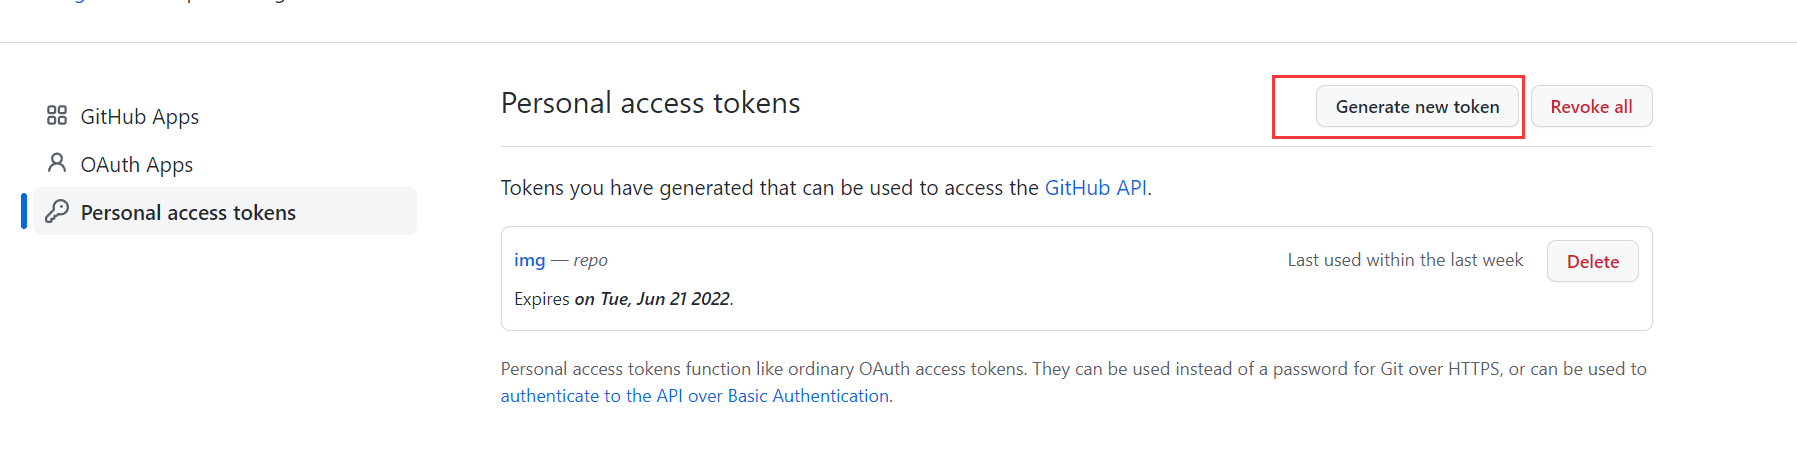 GitHub Apps
OAuth Apps
Personal access tokens
Personal access tokens
Generate new token
Revoke all
Tokens you have generated that can be used to access the GitHub API.
img — repo
Last used within the last week
Delete
Expires on Tue, Jun 21 2022.
Personal access tokens function like ordinary OAuth access tokens. They can be used instead of a password for Git over HTTPS, or can be used to
authenticate to the API over Basic Authentication.